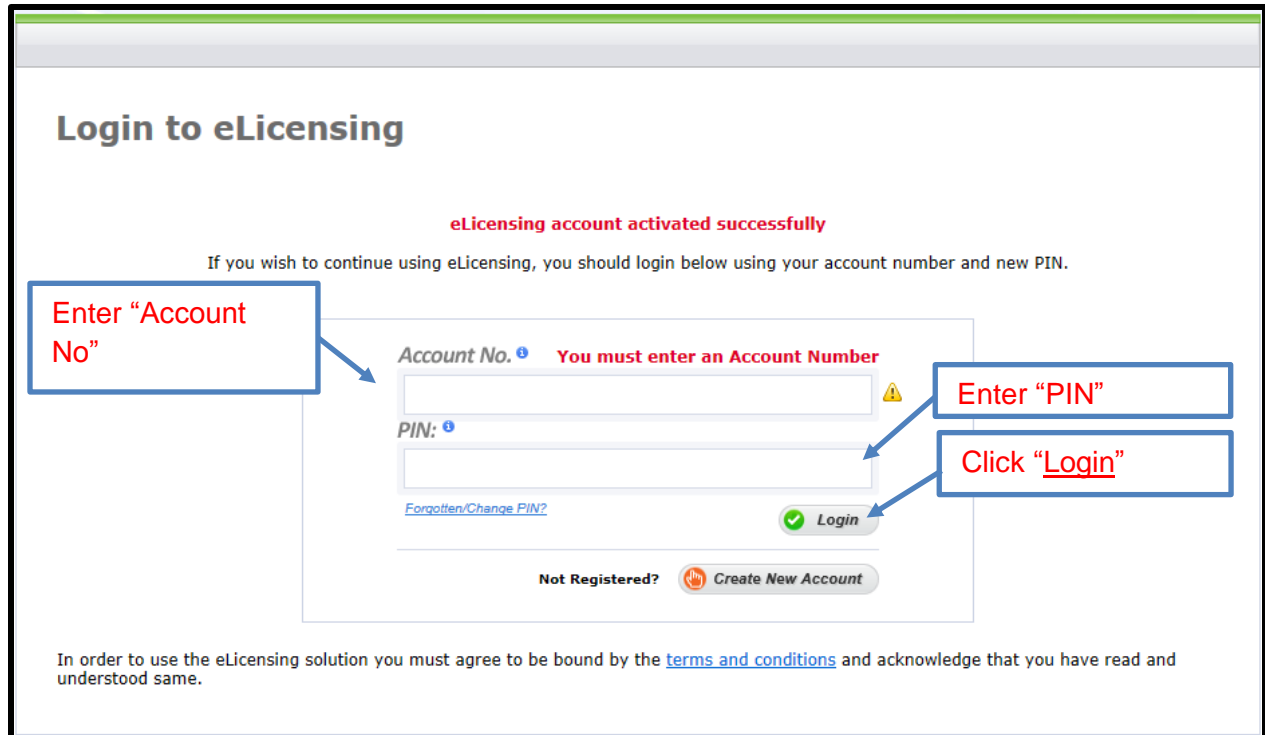 Login to eLicensing
eLicensing account activated successfully
If you wish to continue using eLicensing, you should login below using your account number and new PIN.
Enter “Account
No”
Account No. You must enter an Account Number
Enter “PIN”
PIN:
Click “Login”
Forgotten/Change PIN?
Login
Not Registered? Create New Account
In order to use the eLicensing solution you must agree to be bound by the terms and conditions and acknowledge that you have read and
understood same.